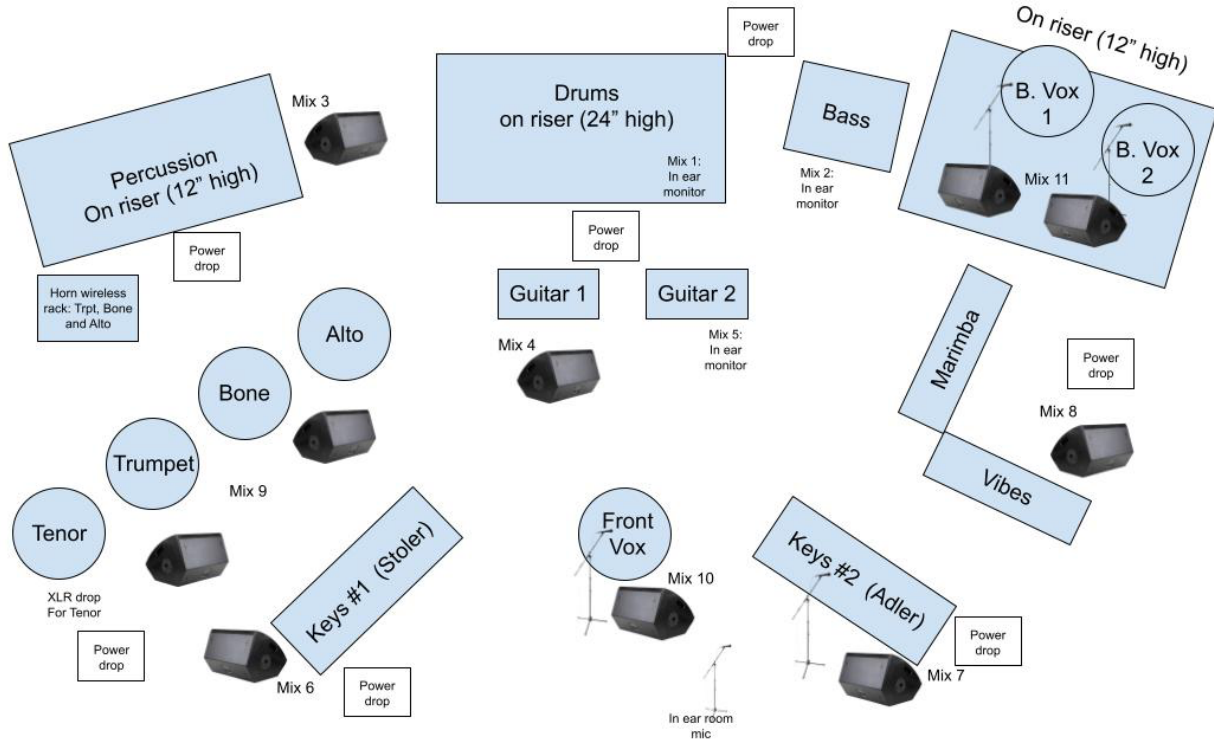 Power
drop
On riser (12” high)
Mix 3
Drums
on riser (24” high)
Bass
B. Vox
1
B. Vox
2
Percussion
On riser (12” high)
Mix 1:
In ear
monitor
Mix 2:
In ear
monitor
Mix 11
Power
drop
Power
drop
Horn wireless
rack: Trpt, Bone
and Alto
Guitar 1
Guitar 2
Alto
Mix 4
Mix 5:
In ear
monitor
Marimba
Power
drop
Bone
Mix 8
Trumpet
Mix 9
Vibes
Tenor
Front
Vox
Keys #1 (Stoler)
Keys #2 (Adler)
XLR drop
For Tenor
Mix 10
Power
drop
Power
drop
Mix 6
Power
drop
Mix 7
In ear room
mic